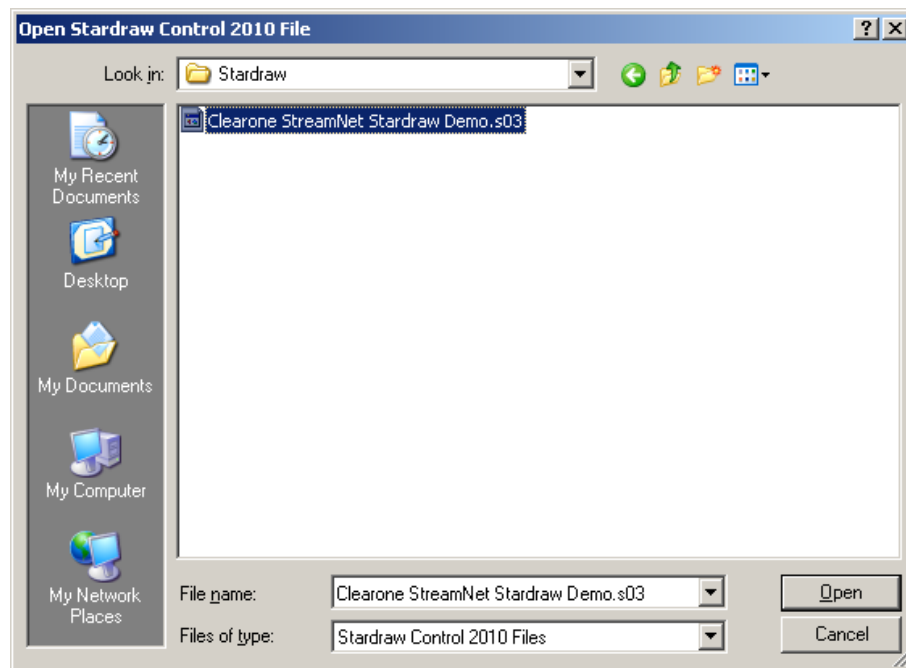 Open Stardraw Control 2010 File
Look in:
Stardraw
Clearone StreamNet Stardraw Demo.s03
My Recent
Documents
Desktop
My Documents
My Computer
My Network
Places
File name:
Clearone StreamNet Stardraw Demo.s03
Open
Files of type:
Stardraw Control 2010 Files
Cancel